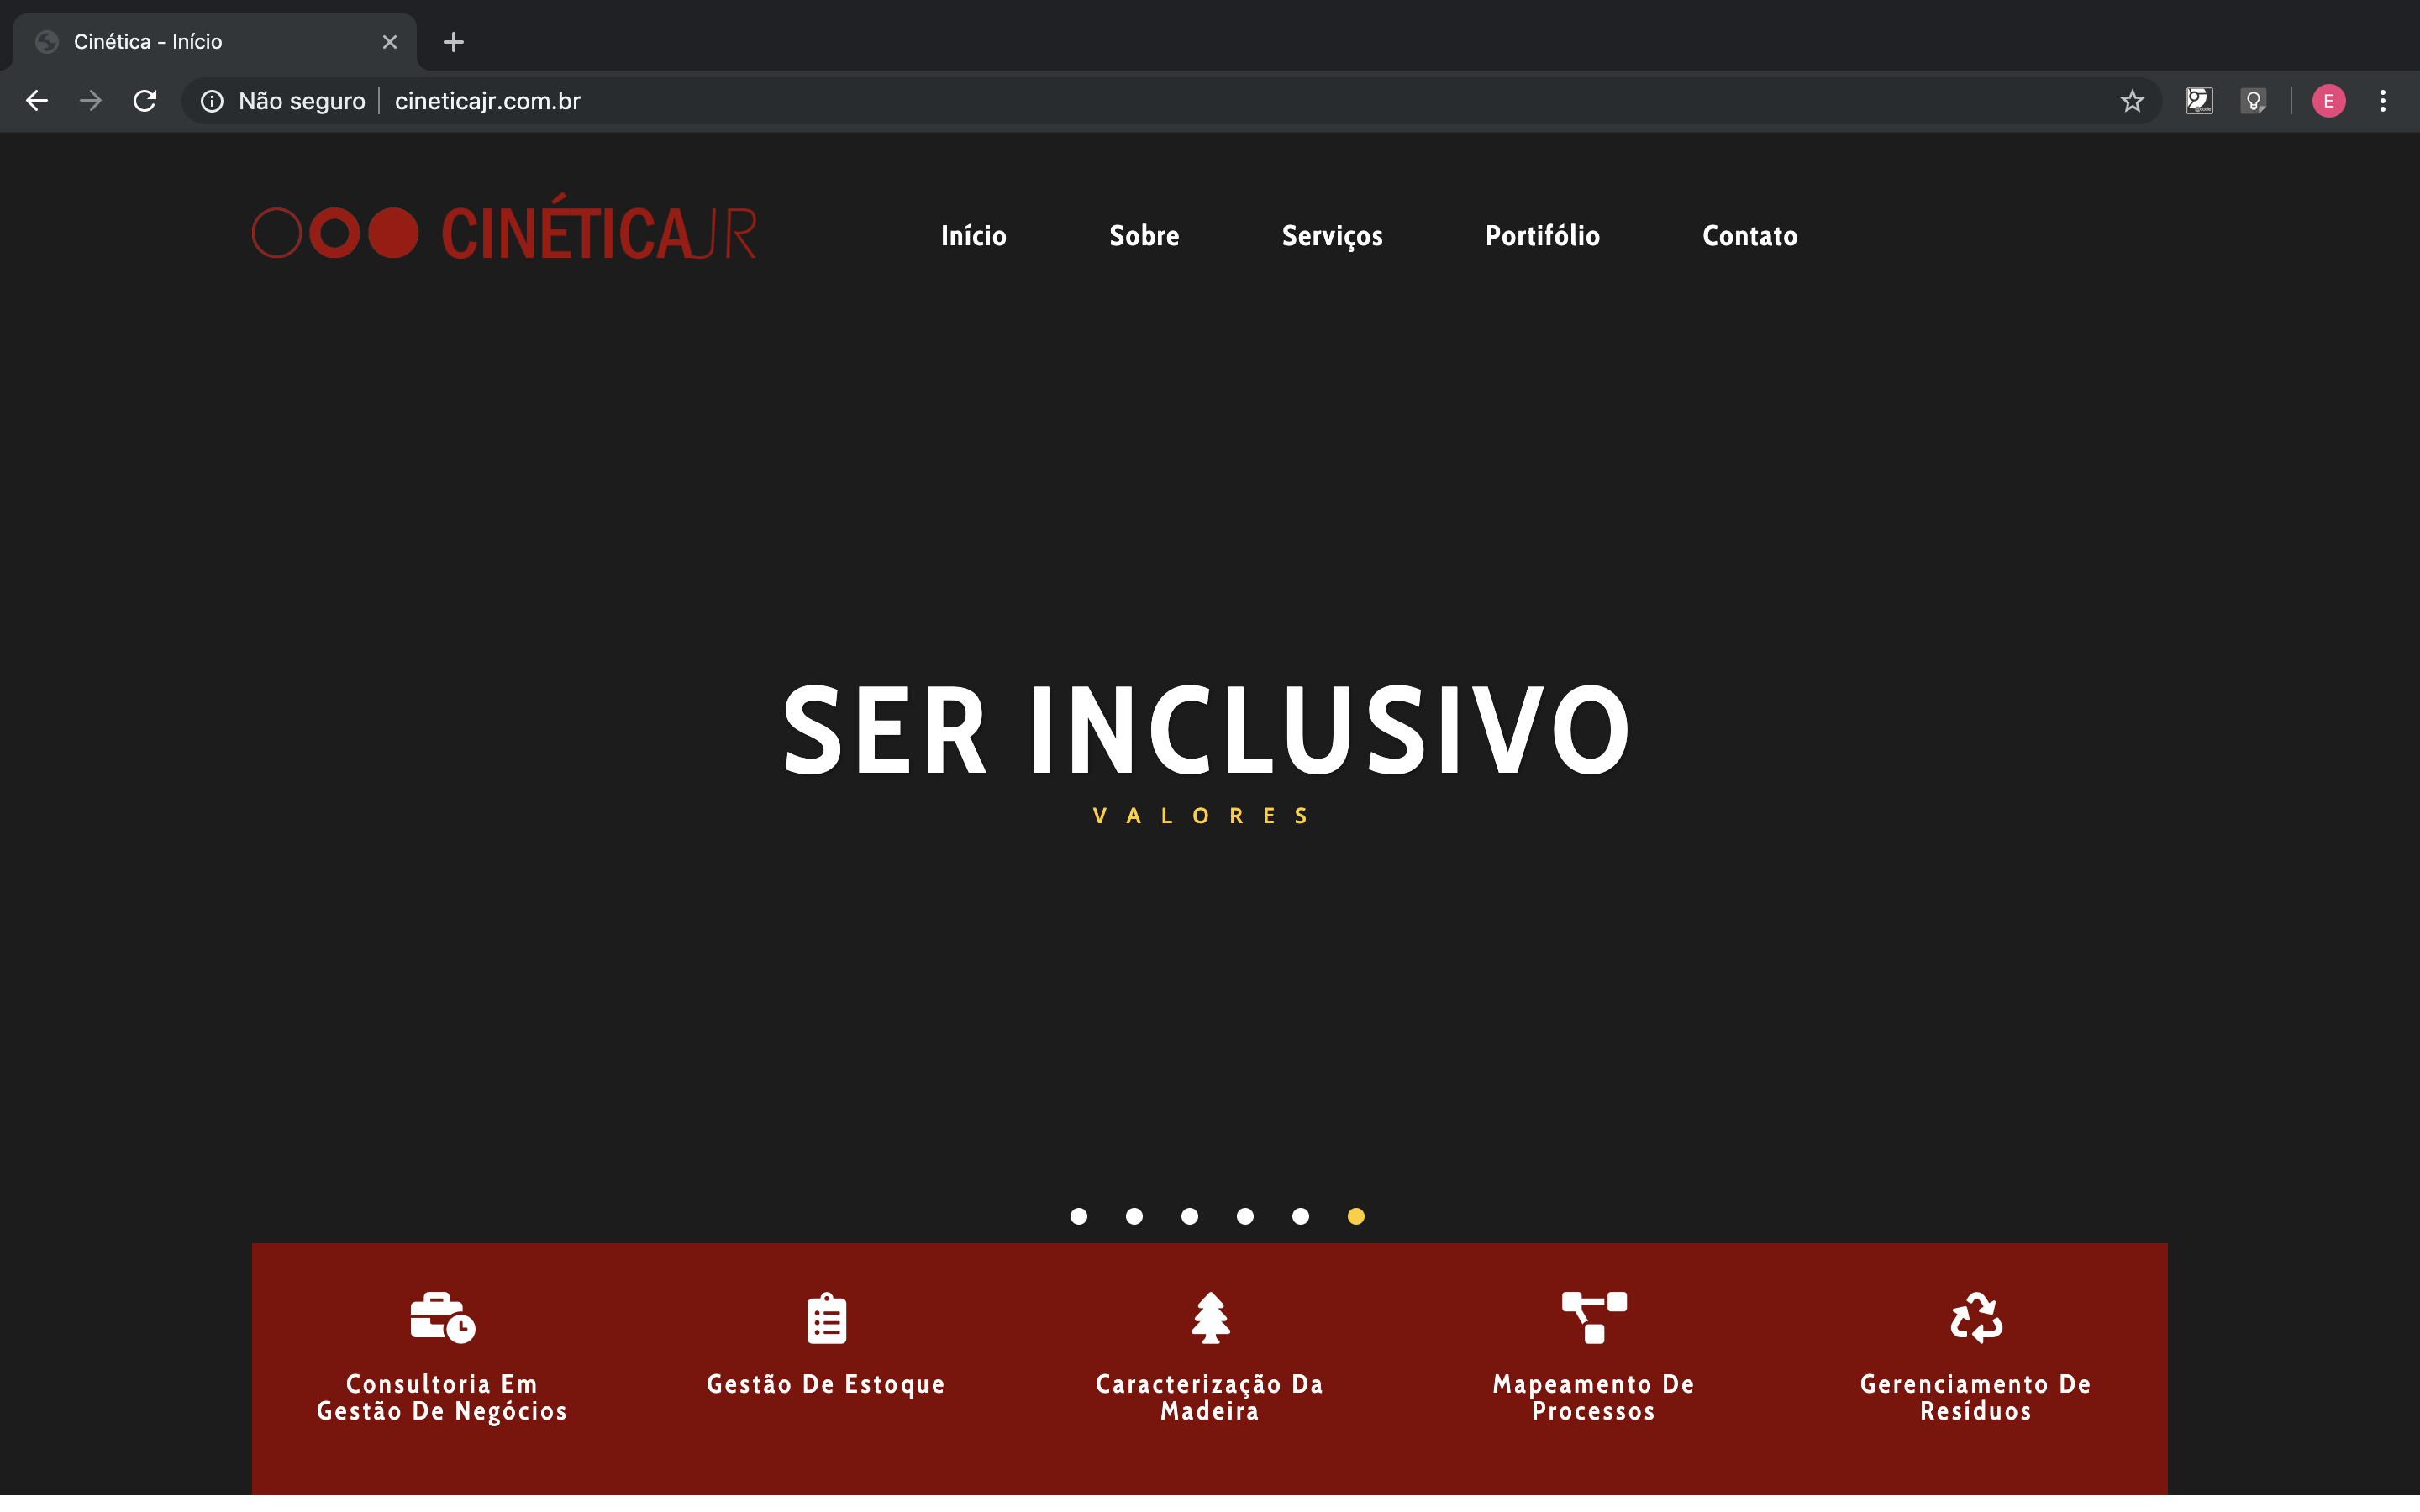 Cinética - Início
Não seguro
cineticajr.com.br
E
CINÉTICAJR
Início
Sobre
Serviços
Portifólio
Contato
SER INCLUSIVO
VALORES
Consultoria Em
Gestão De Negócios
Gestão De Estoque
Caracterização Da
Madeira
Mapeamento De
Processos
Gerenciamento De
Resíduos